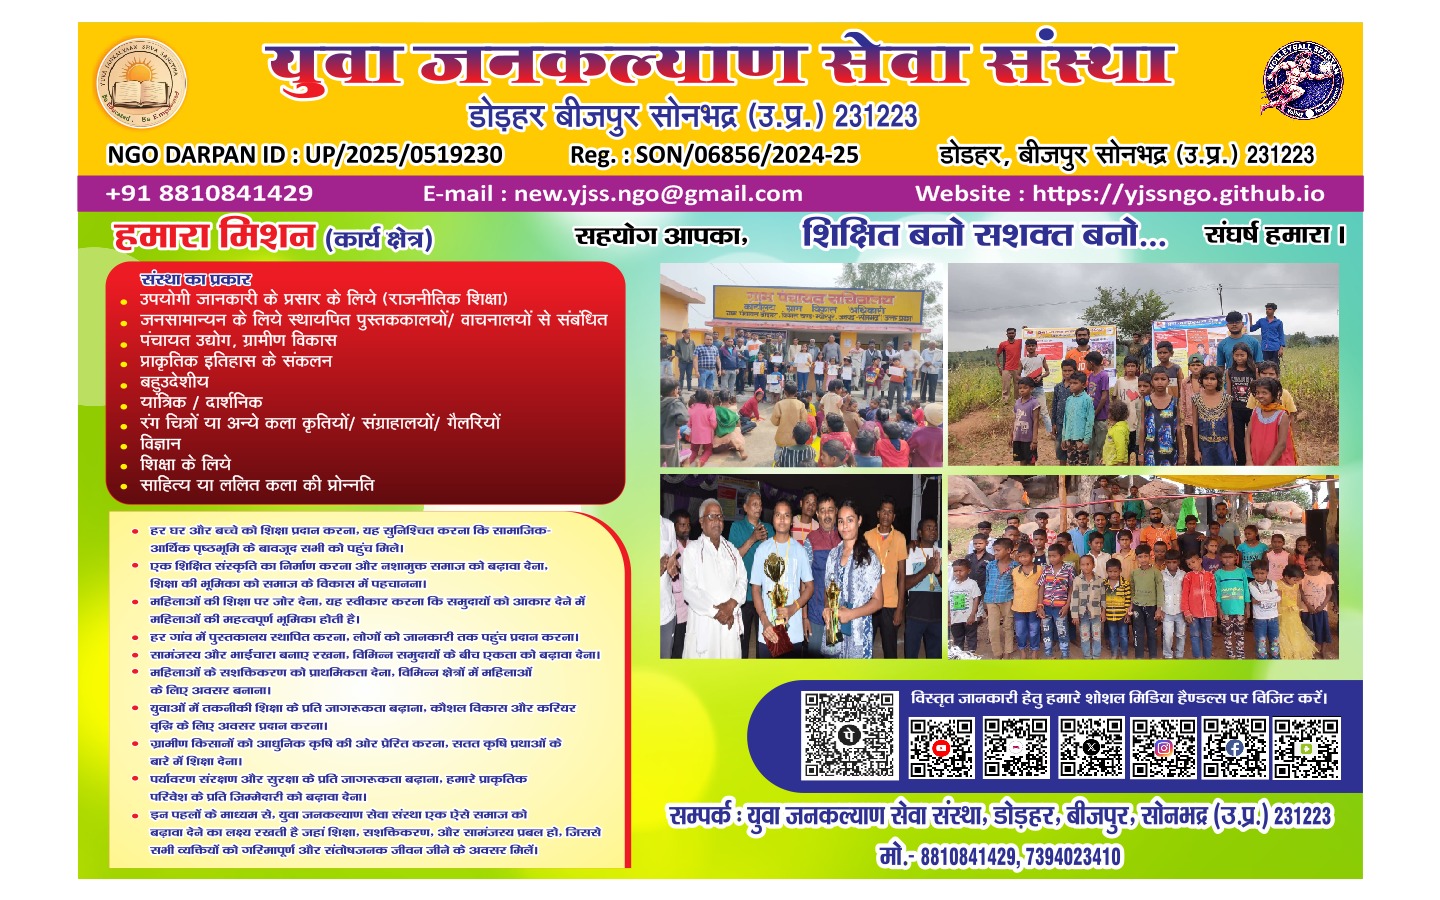 युवा जनकल्याण सेवा संस्था
डोड़हर बीजपुर सोनभद्र (उ.प्र.) 231223
NGO DARPAN ID : UP/2025/0519230 Reg. : SON/06856/2024-25 डोडहर, बीजपुर सोनभद्र (उ.प्र.) 231223
+91 8810841429 E-mail : new.yjss.ngo@gmail.com Website : https://yjssngo.github.io
हमारा मिशन (कार्य क्षेत्र) सहयोग आपका, शिक्षित बनो सशक्त बनो... संघर्ष हमारा।
संस्था का प्रकार
उपयोगी जानकारी के प्रसार के लिये (राजनीतिक शिक्षा)
जनसामान्यन के लिये स्थायपित पुस्तककालयों/ वाचनालयों से संबंधित
पंचायत उद्योग, ग्रामीण विकास
प्राकृतिक इतिहास के संकलन
बहुउदेशीय
यांत्रिक / दार्शनिक
रंग चित्रों या अन्ये कला कृतियों/ संग्राहालयों/ गैलरियों
विज्ञान
शिक्षा के लिये
साहित्य या ललित कला की प्रोन्नति
हर घर और बच्चे को शिक्षा प्रदान करना, यह सुनिश्चित करना कि सामाजिक-
आर्थिक पृष्ठभूमि के बावजूद सभी को पहुंच मिले।
एक शिक्षित संस्कृति का निर्माण करना और नशामुक्त समाज को बढ़ावा देना,
शिक्षा की भूमिका को समाज के विकास में पहचानना।
महिलाओं की शिक्षा पर जोर देना, यह स्वीकार करना कि समुदायों को आकार देने में
महिलाओं की महत्वपूर्ण भूमिका होती है।
हर गांव में पुस्तकालय स्थापित करना, लोगों को जानकारी तक पहुंच प्रदान करना।
सामंजस्य और भाईचारा बनाए रखना, विभिन्न समुदायों के बीच एकता को बढ़ावा देना।
महिलाओं के सशक्तिकरण को प्राथमिकता देना, विभिन्न क्षेत्रों में महिलाओं
के लिए अवसर बनाना।
युवाओं में तकनीकी शिक्षा के प्रति जागरूकता बढ़ाना, कौशल विकास और करियर
वृद्धि के लिए अवसर प्रदान करना।
ग्रामीण किसानों को आधुनिक कृषि की ओर प्रेरित करना, सतत कृषि प्रथाओं के
बारे में शिक्षा देना।
पर्यावरण संरक्षण और सुरक्षा के प्रति जागरूकता बढ़ाना, हमारे प्राकृतिक
परिवेश के प्रति जिम्मेदारी को बढ़ावा देना।
इन पहलों के माध्यम से, युवा जनकल्याण सेवा संस्था एक ऐसे समाज को
बढ़ावा देने का लक्ष्य रखती है जहां शिक्षा, सशक्तिकरण, और सामंजस्य प्रबल हो, जिससे
सभी व्यक्तियों को गरिमापूर्ण और संतोषजनक जीवन जीने के अवसर मिलें।
ग्राम पंचायत सचिवालय
विस्तृत जानकारी हेतु हमारे शोशल मिडिया हैण्डल्स पर विजिट करें।
सम्पर्क : युवा जनकल्याण सेवा संस्था, डोड़हर, बीजपुर, सोनभद्र (उ.प्र.) 231223
मो.- 8810841429, 7394023410